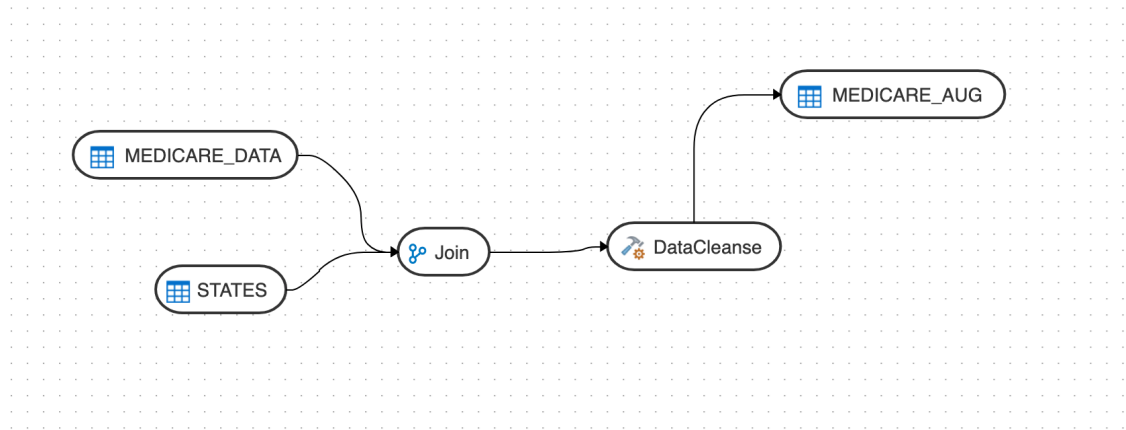 MEDICARE_DATA
STATES
Join
DataCleanse
MEDICARE_AUG